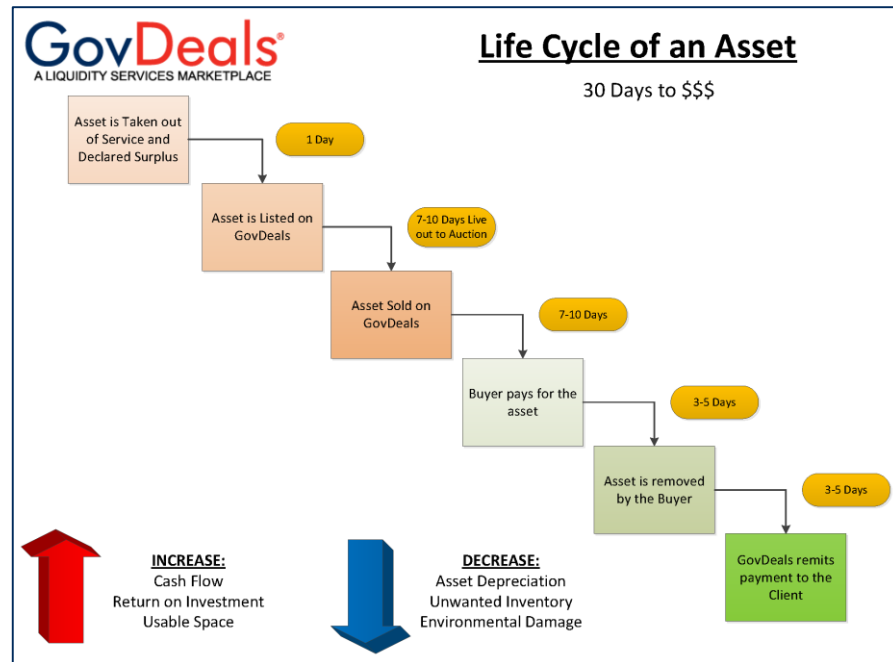 GovDeals®
A LIQUIDITY SERVICES MARKETPLACE
Life Cycle of an Asset
30 Days to $$$
Asset is Taken out
of Service and
Declared Surplus
1 Day
Asset is Listed on
GovDeals
7-10 Days Live
out to Auction
Asset Sold on
GovDeals
7-10 Days
Buyer pays for the
asset
3-5 Days
Asset is removed
by the Buyer
3-5 Days
GovDeals remits
payment to the
Client
INCREASE:
Cash Flow
Return on Investment
Usable Space
DECREASE:
Asset Depreciation
Unwanted Inventory
Environmental Damage